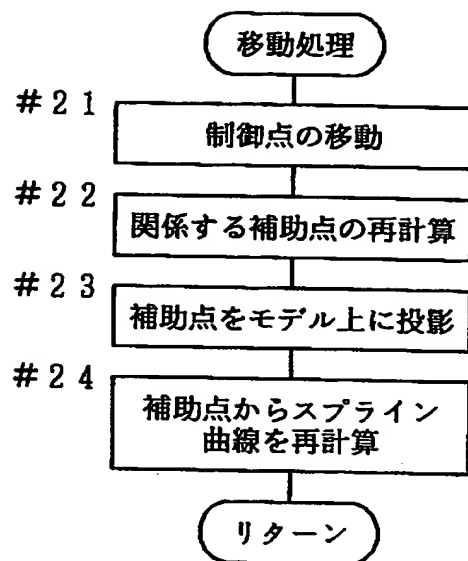 移動処理
#21
制御点の移動
#22
関係する補助点の再計算
#23
補助点をモデル上に投影
#24
補助点からスプライン
曲線を再計算
リターン